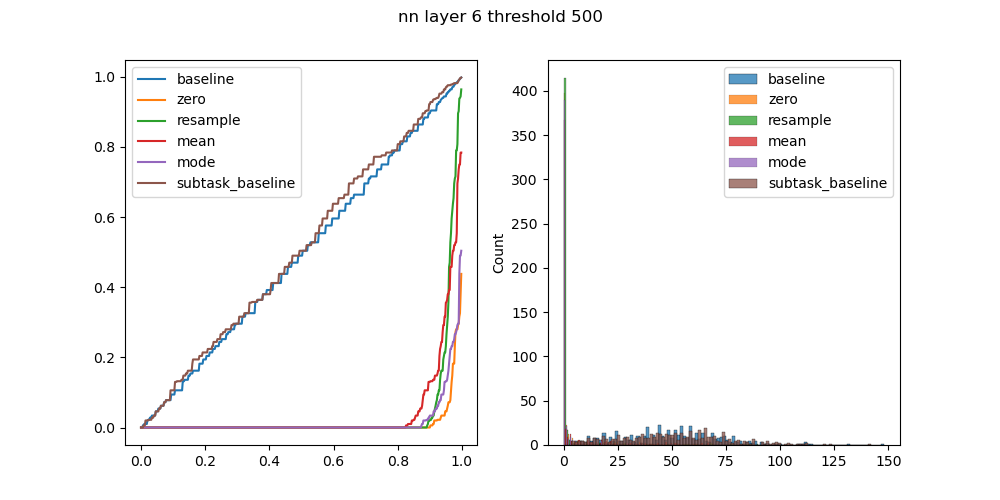 nn layer 6 threshold 500
baseline
zero
resample
mean
mode
subtask_baseline
1.0
0.8
0.6
0.4
0.2
0.0
0.0 0.2 0.4 0.6 0.8 1.0
baseline
zero
resample
mean
mode
subtask_baseline
Count
400
350
300
250
200
150
100
50
0
0 25 50 75 100 125 150